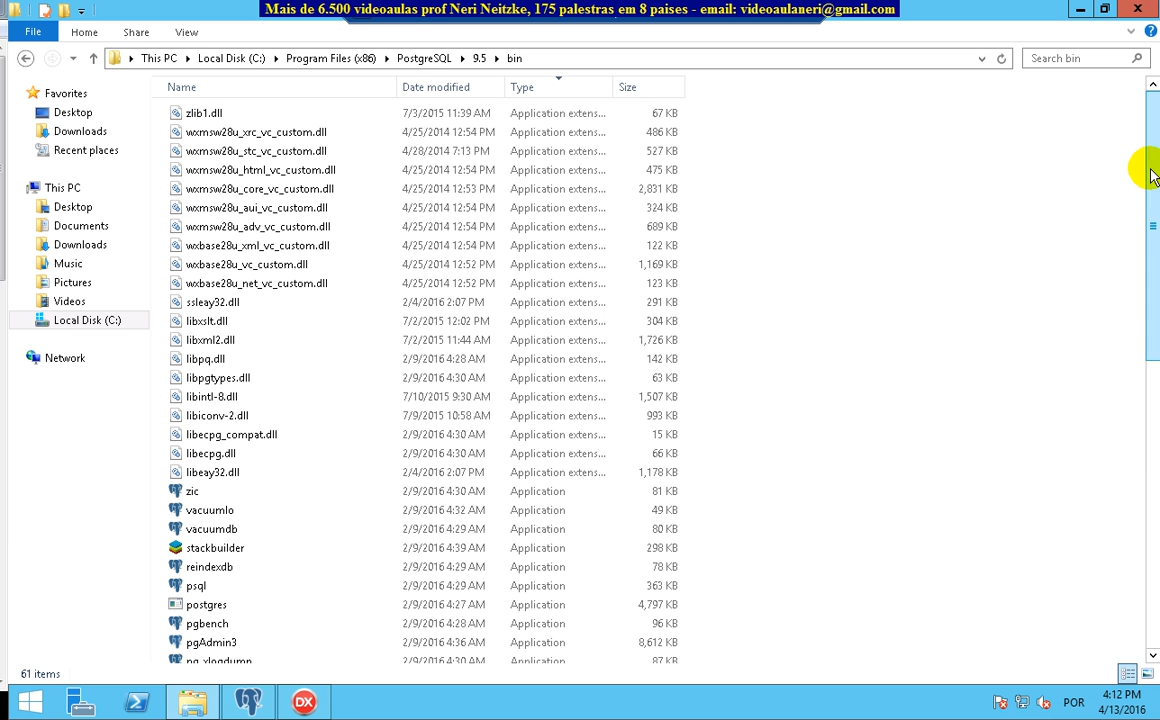 Mais de 6.500 videoaulas prof Neri Neitzke, 175 palestras em 8 paises - email: videoaulaneri@gmail.com
File Home Share View
This PC Local Disk (C:) Program Files (x86) PostgreSQL 9.5 bin Search bin
Name Date modified Type Size
Favorites
Desktop
Downloads
Recent places
This PC
Desktop
Documents
Downloads
Music
Pictures
Videos
Local Disk (C:)
Network
zlib1.dll 7/3/2015 11:39 AM Application extens... 67 KB
wxmsw28u_xrc_vc_custom.dll 4/25/2014 12:54 PM Application extens... 486 KB
wxmsw28u_stc_vc_custom.dll 4/28/2014 7:13 PM Application extens... 527 KB
wxmsw28u_html_vc_custom.dll 4/25/2014 12:54 PM Application extens... 475 KB
wxmsw28u_core_vc_custom.dll 4/25/2014 12:53 PM Application extens... 2,831 KB
wxmsw28u_aui_vc_custom.dll 4/25/2014 12:54 PM Application extens... 324 KB
wxmsw28u_adv_vc_custom.dll 4/25/2014 12:54 PM Application extens... 689 KB
wxbase28u_xml_vc_custom.dll 4/25/2014 12:54 PM Application extens... 122 KB
wxbase28u_vc_custom.dll 4/25/2014 12:52 PM Application extens... 1,169 KB
wxbase28u_net_vc_custom.dll 4/25/2014 12:52 PM Application extens... 123 KB
ssleay32.dll 2/4/2016 2:07 PM Application extens... 291 KB
libxslt.dll 7/2/2015 12:02 PM Application extens... 304 KB
libxml2.dll 7/2/2015 11:44 AM Application extens... 1,726 KB
libpq.dll 2/9/2016 4:28 AM Application extens... 142 KB
libpgtypes.dll 2/9/2016 4:30 AM Application extens... 63 KB
libintl-8.dll 7/10/2015 9:30 AM Application extens... 1,507 KB
libiconv-2.dll 7/9/2015 10:58 AM Application extens... 993 KB
libecpg_compat.dll 2/9/2016 4:30 AM Application extens... 15 KB
libecpg.dll 2/9/2016 4:30 AM Application extens... 66 KB
libeay32.dll 2/4/2016 2:07 PM Application extens... 1,178 KB
zic 2/9/2016 4:30 AM Application 81 KB
vacuumlo 2/9/2016 4:32 AM Application 49 KB
vacuumdb 2/9/2016 4:29 AM Application 80 KB
stackbuilder 2/9/2016 4:39 AM Application 298 KB
reindexdb 2/9/2016 4:29 AM Application 78 KB
psql 2/9/2016 4:29 AM Application 363 KB
postgres 2/9/2016 4:27 AM Application 4,797 KB
pgbench 2/9/2016 4:29 AM Application 96 KB
pgAdmin3 2/9/2016 4:36 AM Application 8,612 KB
pg_xlogdump 2/9/2016 4:30 AM Application 87 KB
61 items
DX
POR
4:12 PM
4/13/2016